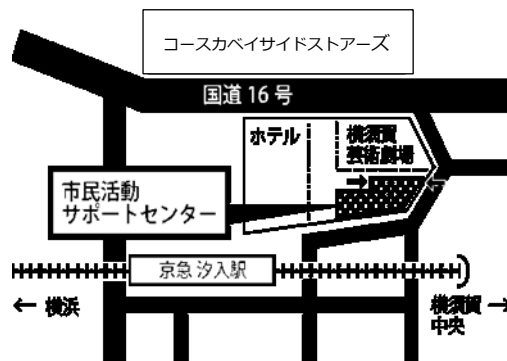 コースカベイサイドストアーズ
国道16号
ホテル
横須賀
芸術劇場
→
←
市民活動
サポートセンター
京急 汐入駅
← 横浜
横須賀 →
中央